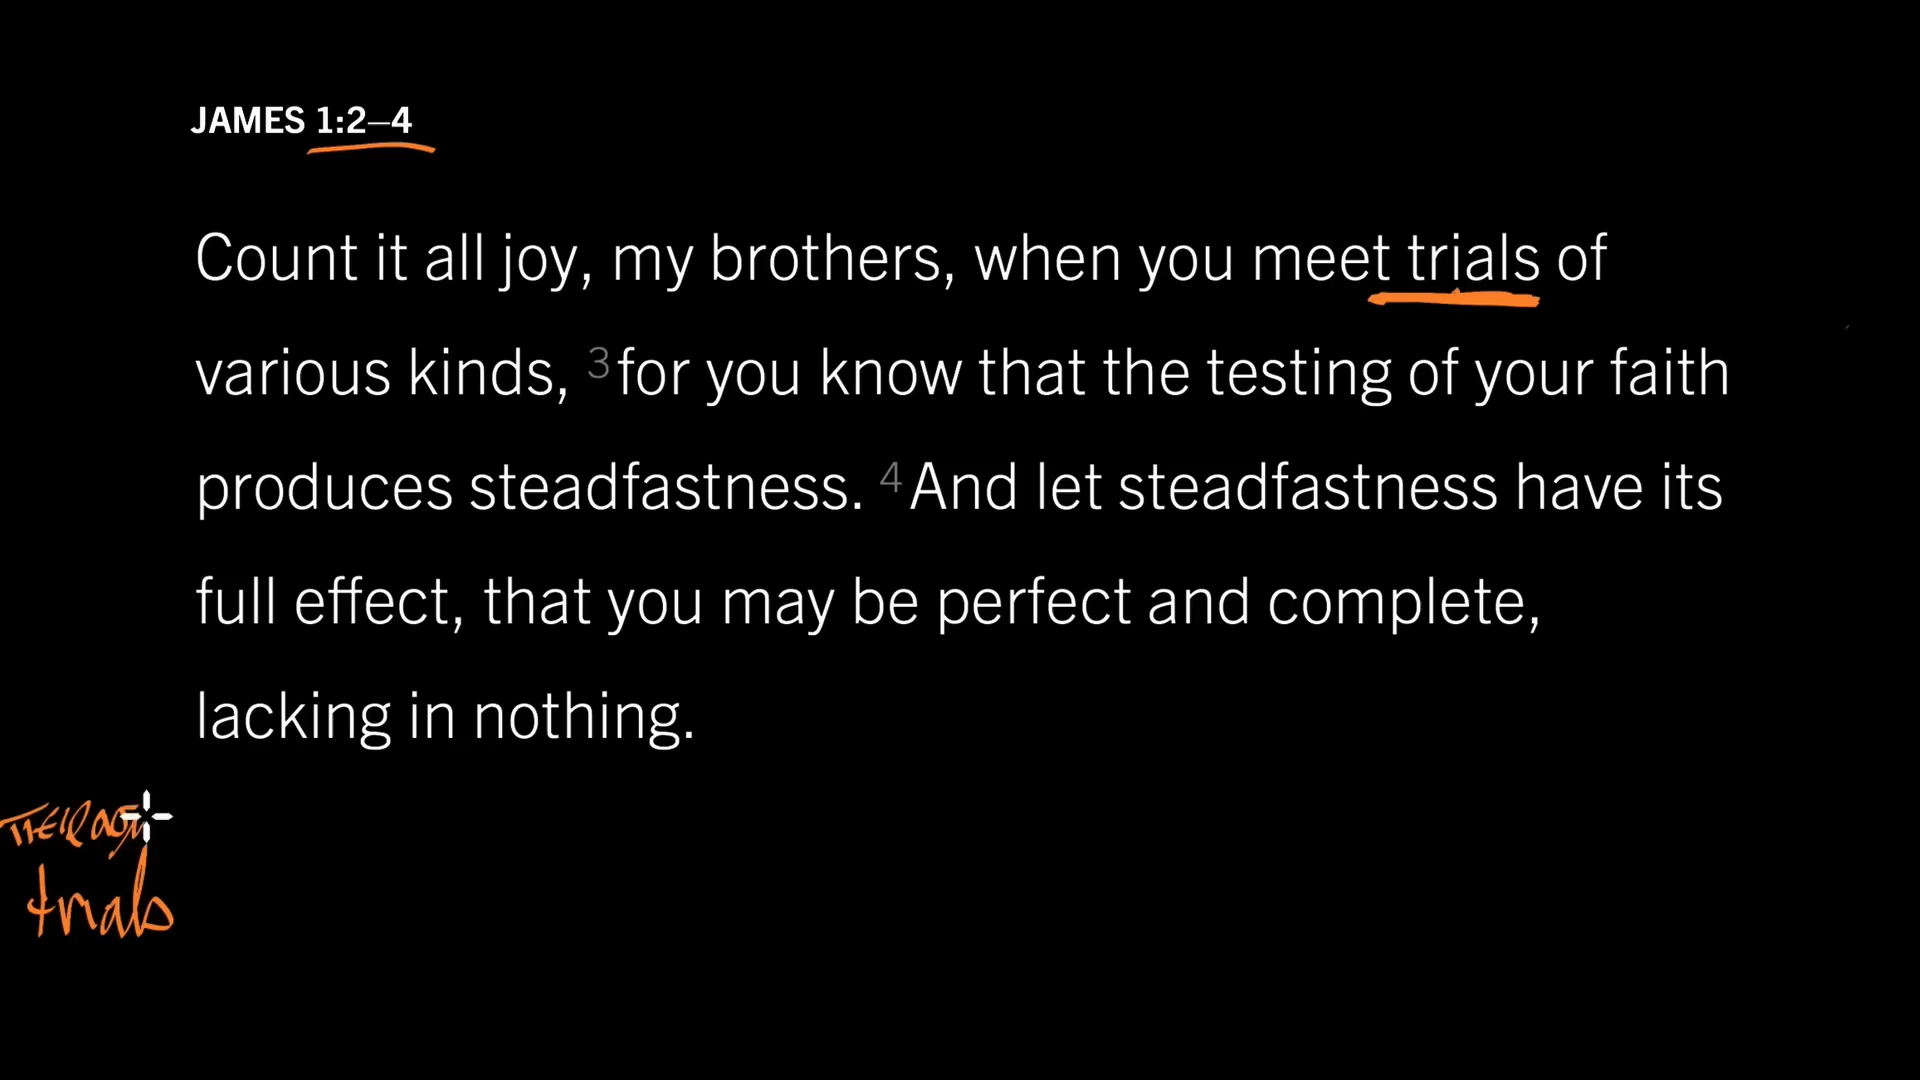 JAMES 1:2–4
Count it all joy, my brothers, when you meet trials of
various kinds, 3 for you know that the testing of your faith
produces steadfastness. 4 And let steadfastness have its
full effect, that you may be perfect and complete,
lacking in nothing.
trials